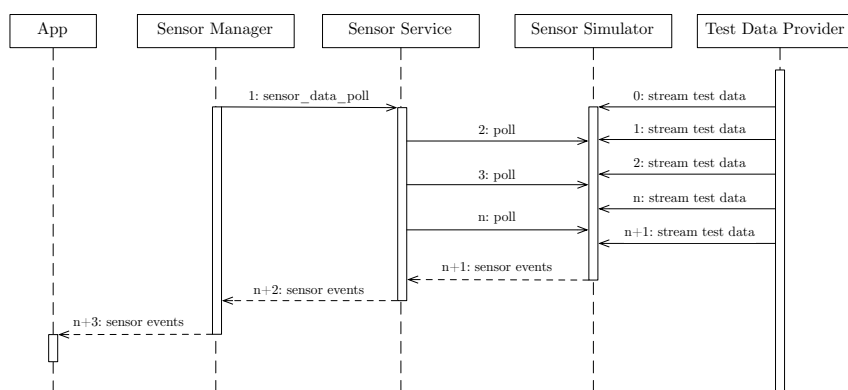 App
Sensor Manager
Sensor Service
Sensor Simulator
Test Data Provider
1: sensor_data_poll
0: stream test data
1: stream test data
2: poll
2: stream test data
3: poll
n: stream test data
n: poll
n+1: stream test data
n+1: sensor events
n+2: sensor events
n+3: sensor events